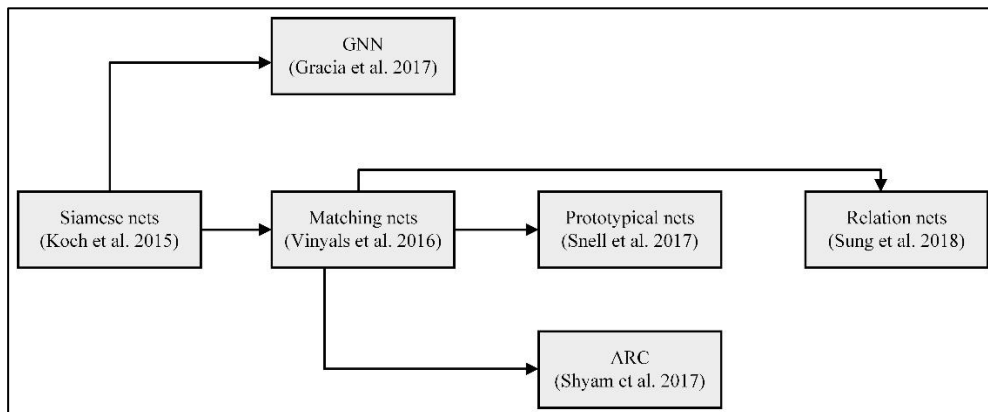 GNN
(Gracia et al. 2017)
Siamese nets
(Koch et al. 2015)
Matching nets
(Vinyals et al. 2016)
Prototypical nets
(Snell et al. 2017)
Relation nets
(Sung et al. 2018)
ARC
(Shyam et al. 2017)